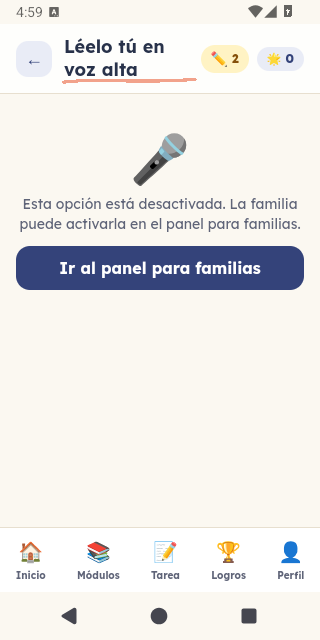 4:59
Léelo tú en
voz alta
2
0
Esta opción está desactivada. La familia
puede activarla en el panel para familias.
Ir al panel para familias
Inicio
Módulos
Tarea
Logros
Perfil